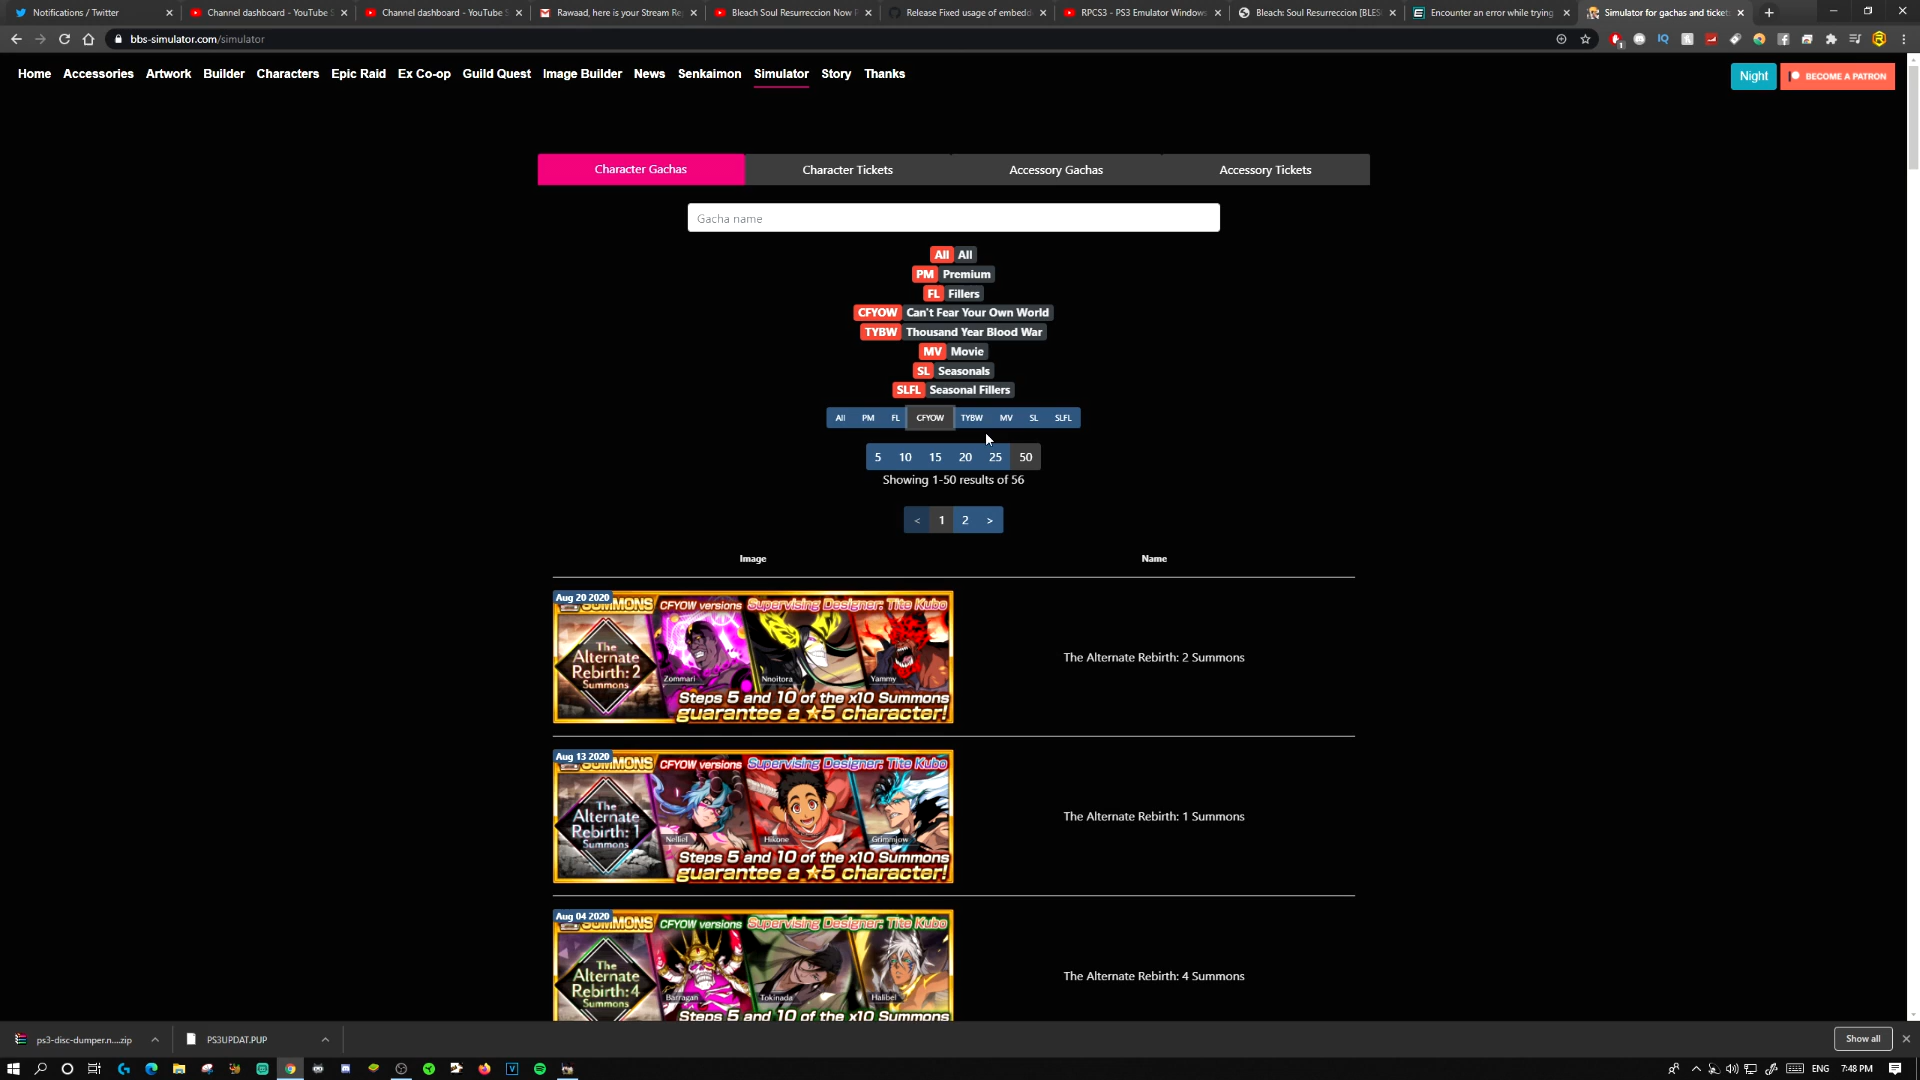 Notifications / Twitter
Channel dashboard - YouTube S
Channel dashboard - YouTube S
Rawaad, here is your Stream Re
Bleach Soul Resurreccion Now P
Release Fixed usage of embedd
RPCS3 - PS3 Emulator Windows
Bleach: Soul Resurreccion [BLES
Encounter an error while trying
Simulator for gachas and ticket
bbs-simulator.com/simulator
Home Accessories Artwork Builder Characters Epic Raid Ex Co-op Guild Quest Image Builder News Senkaimon Simulator Story Thanks
Night
BECOME A PATRON
Character Gachas
Character Tickets
Accessory Gachas
Accessory Tickets
Gacha name
All All
PM Premium
FL Fillers
CFYOW Can't Fear Your Own World
TYBW Thousand Year Blood War
MV Movie
SL Seasonals
SLFL Seasonal Fillers
All PM FL CFYOW TYBW MV SL SLFL
5 10 15 20 25 50
Showing 1-50 results of 56
< 1 2 >
Image Name
Aug 20 2020
SUMMONS CFYOW versions Supervising Designer: Tite Kubo
The
Alternate
Rebirth: 2
Summons
Zommari
Nnoitora
Yammy
Steps 5 and 10 of the x10 Summons
guarantee a ★5 character!
The Alternate Rebirth: 2 Summons
Aug 13 2020
SUMMONS CFYOW versions Supervising Designer: Tite Kubo
The
Alternate
Rebirth: 1
Summons
Nelliel
Hikone
Grimmjow
Steps 5 and 10 of the x10 Summons
guarantee a ★5 character!
The Alternate Rebirth: 1 Summons
Aug 04 2020
SUMMONS CFYOW versions Supervising Designer: Tite Kubo
The
Alternate
Rebirth: 4
Summons
Barragan
Tokinada
Halibel
Steps 5 and 10 of the x10 Summons
The Alternate Rebirth: 4 Summons
ps3-disc-dumper.n....zip
PS3UPDAT.PUP
Show all
ENG
7:48 PM